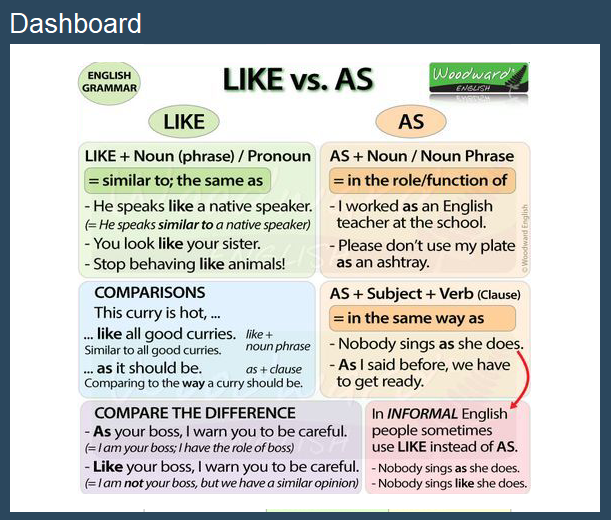 Dashboard
ENGLISH
GRAMMAR
LIKE vs. AS
Woodward®
ENGLISH
LIKE
AS
LIKE + Noun (phrase) / Pronoun
= similar to; the same as
- He speaks like a native speaker.
(= He speaks similar to a native speaker)
- You look like your sister.
- Stop behaving like animals!
AS + Noun / Noun Phrase
= in the role/function of
- I worked as an English
teacher at the school.
- Please don't use my plate
as an ashtray.
© Woodward English
COMPARISONS
This curry is hot, ...
... like all good curries.
like +
noun phrase
Similar to all good curries.
... as it should be.
as + clause
Comparing to the way a curry should be.
AS + Subject + Verb (Clause)
= in the same way as
- Nobody sings as she does.
- As I said before, we have
to get ready.
COMPARE THE DIFFERENCE
- As your boss, I warn you to be careful.
(= I am your boss; I have the role of boss)
- Like your boss, I warn you to be careful.
(= I am not your boss, but we have a similar opinion)
In INFORMAL English
people sometimes
use LIKE instead of AS.
- Nobody sings as she does.
- Nobody sings like she does.